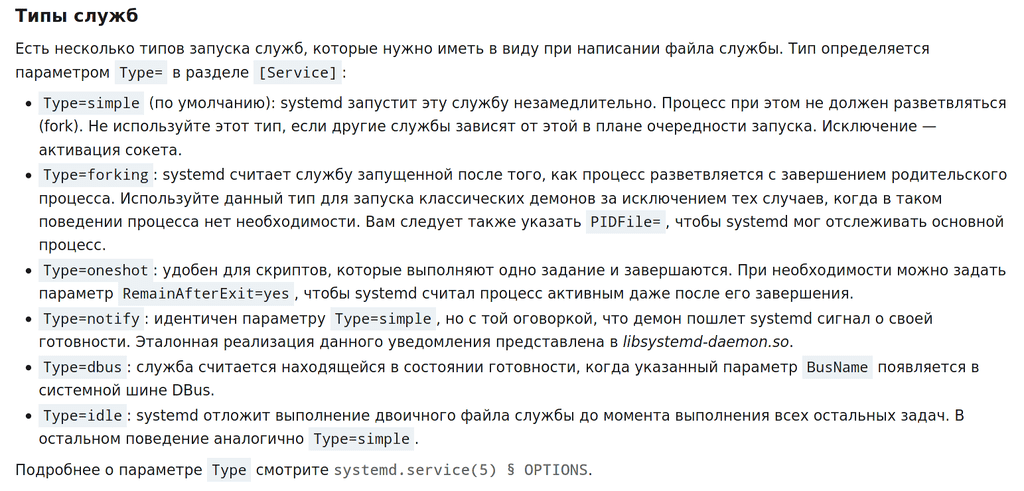 Типы служб
Есть несколько типов запуска служб, которые нужно иметь в виду при написании файла службы. Тип определяется
параметром Type= в разделе [Service]:
• Type=simple (по умолчанию): systemd запустит эту службу незамедлительно. Процесс при этом не должен разветвляться
(fork). Не используйте этот тип, если другие службы зависят от этой в плане очередности запуска. Исключение —
активация сокета.
• Type=forking: systemd считает службу запущенной после того, как процесс разветвляется с завершением родительского
процесса. Используйте данный тип для запуска классических демонов за исключением тех случаев, когда в таком
поведении процесса нет необходимости. Вам следует также указать PIDFile=, чтобы systemd мог отслеживать основной
процесс.
• Type=oneshot: удобен для скриптов, которые выполняют одно задание и завершаются. При необходимости можно задать
параметр RemainAfterExit=yes, чтобы systemd считал процесс активным даже после его завершения.
• Type=notify: идентичен параметру Type=simple, но с той оговоркой, что демон пошлет systemd сигнал о своей
готовности. Эталонная реализация данного уведомления представлена в libsystemd-daemon.so.
• Type=dbus: служба считается находящейся в состоянии готовности, когда указанный параметр BusName появляется в
системной шине DBus.
• Type=idle: systemd отложит выполнение двоичного файла службы до момента выполнения всех остальных задач. В
остальном поведение аналогично Type=simple.
Подробнее о параметре Type смотрите systemd.service(5) § OPTIONS.